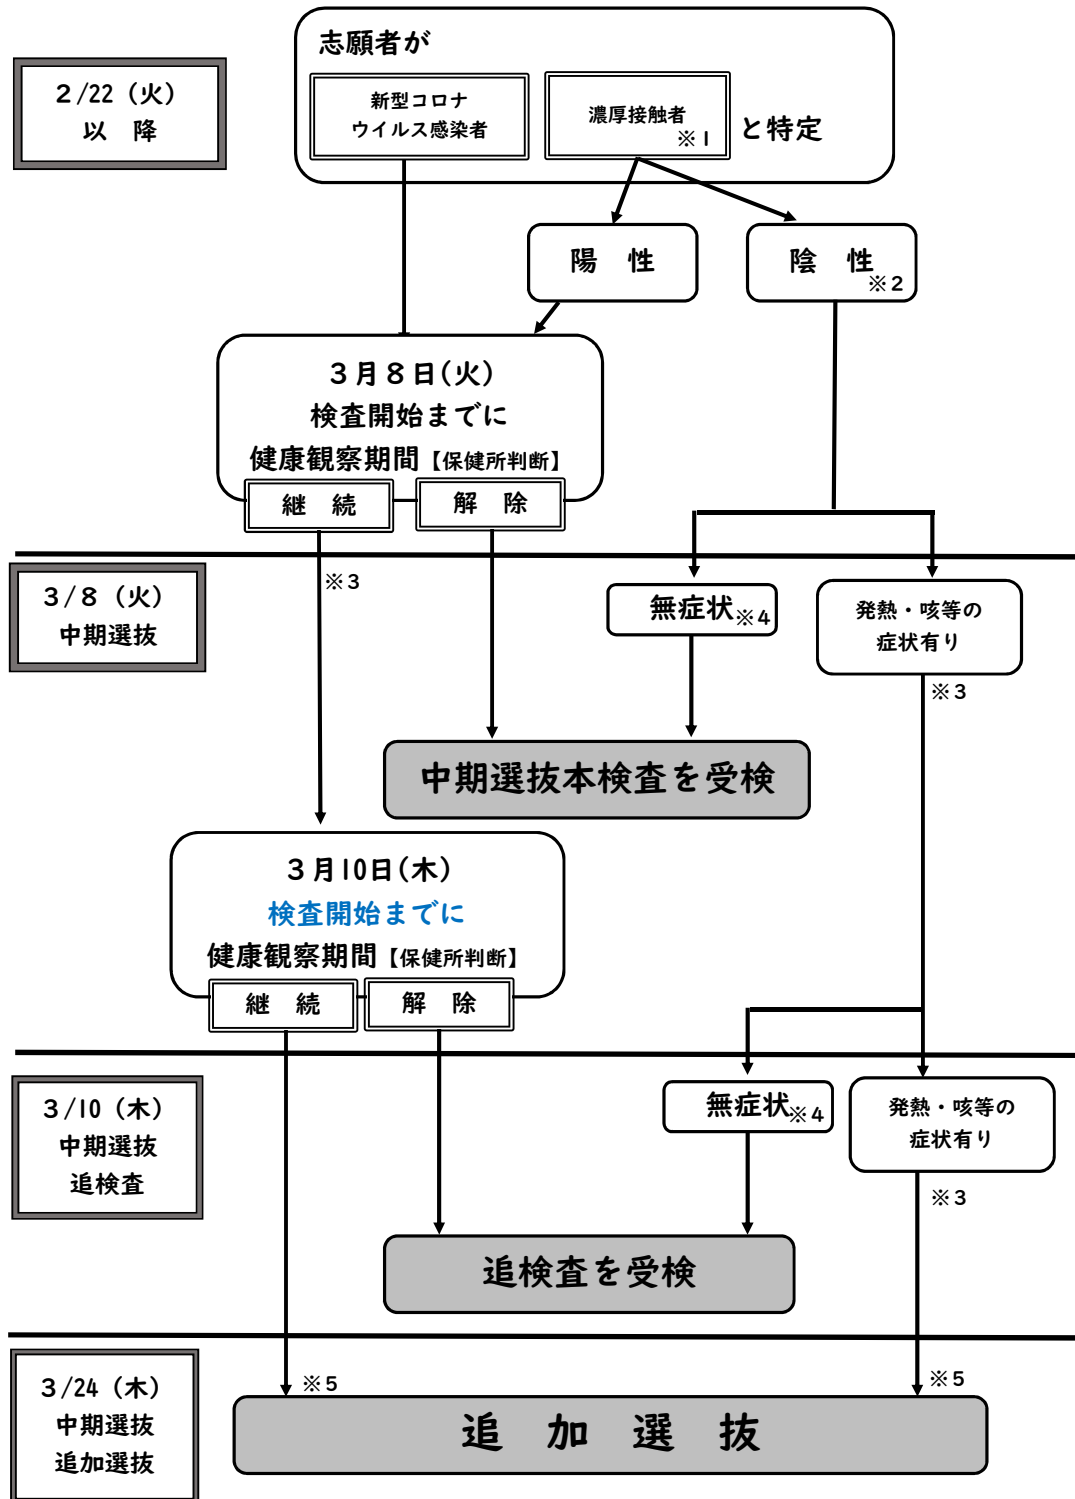 志願者が
２/22（火）
以　降
新型コロナ
ウイルス感染者
濃厚接触者
※１
と特定
陽　性
陰　性
※２
３月８日(火)
検査開始までに
健康観察期間【保健所判断】
継　続
解　除
※３
３/８（火）
中期選抜
無症状※４
発熱・咳等の
症状有り
※３
中期選抜本検査を受検
３月10日(木)
検査開始までに
健康観察期間【保健所判断】
継　続
解　除
３/10（木）
中期選抜
追検査
無症状※４
発熱・咳等の
症状有り
※３
追検査を受検
３/24（木）
中期選抜
追加選抜
※５
※５
追　加　選　抜